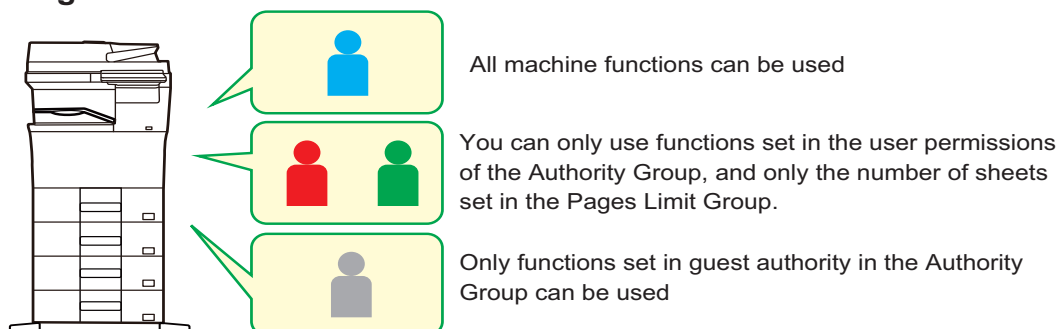 All machine functions can be used
You can only use functions set in the user permissions
of the Authority Group, and only the number of sheets
set in the Pages Limit Group.
Only functions set in guest authority in the Authority
Group can be used